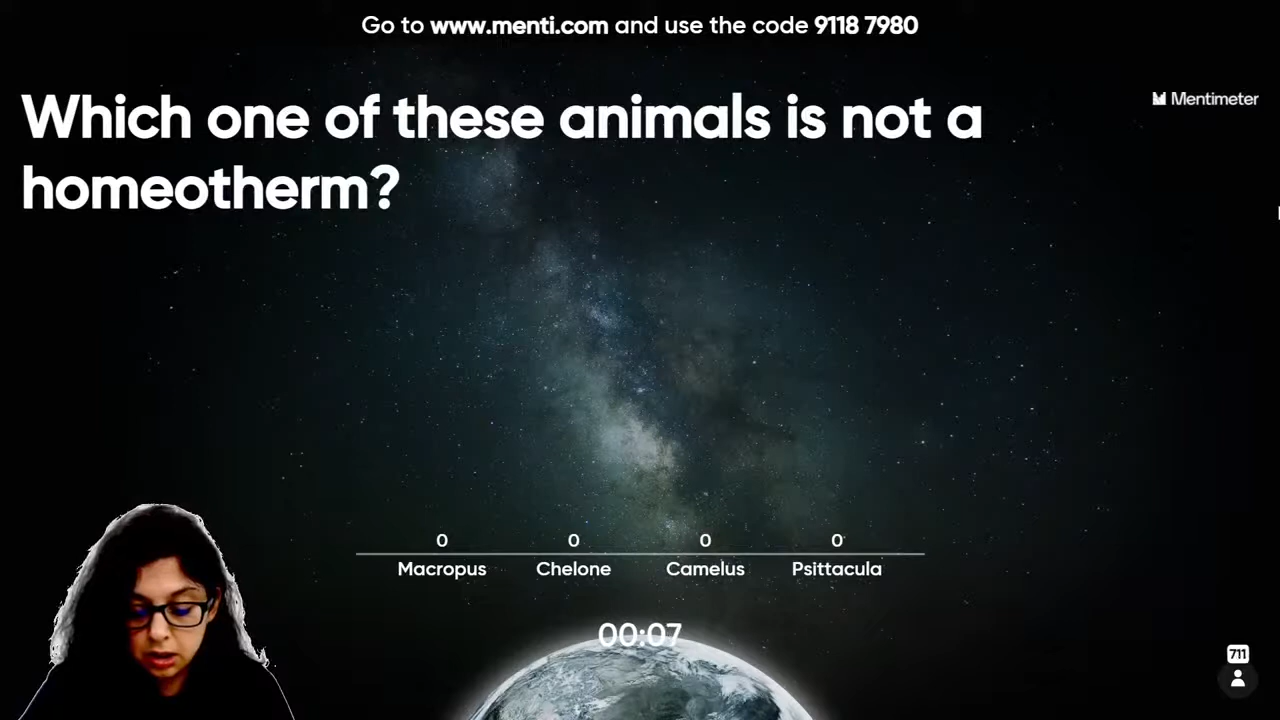 Go to www.menti.com and use the code 9118 7980
Mentimeter
Which one of these animals is not a
homeotherm?
0 0 0 0
Macropus Chelone Camelus Psittacula
00:07
711